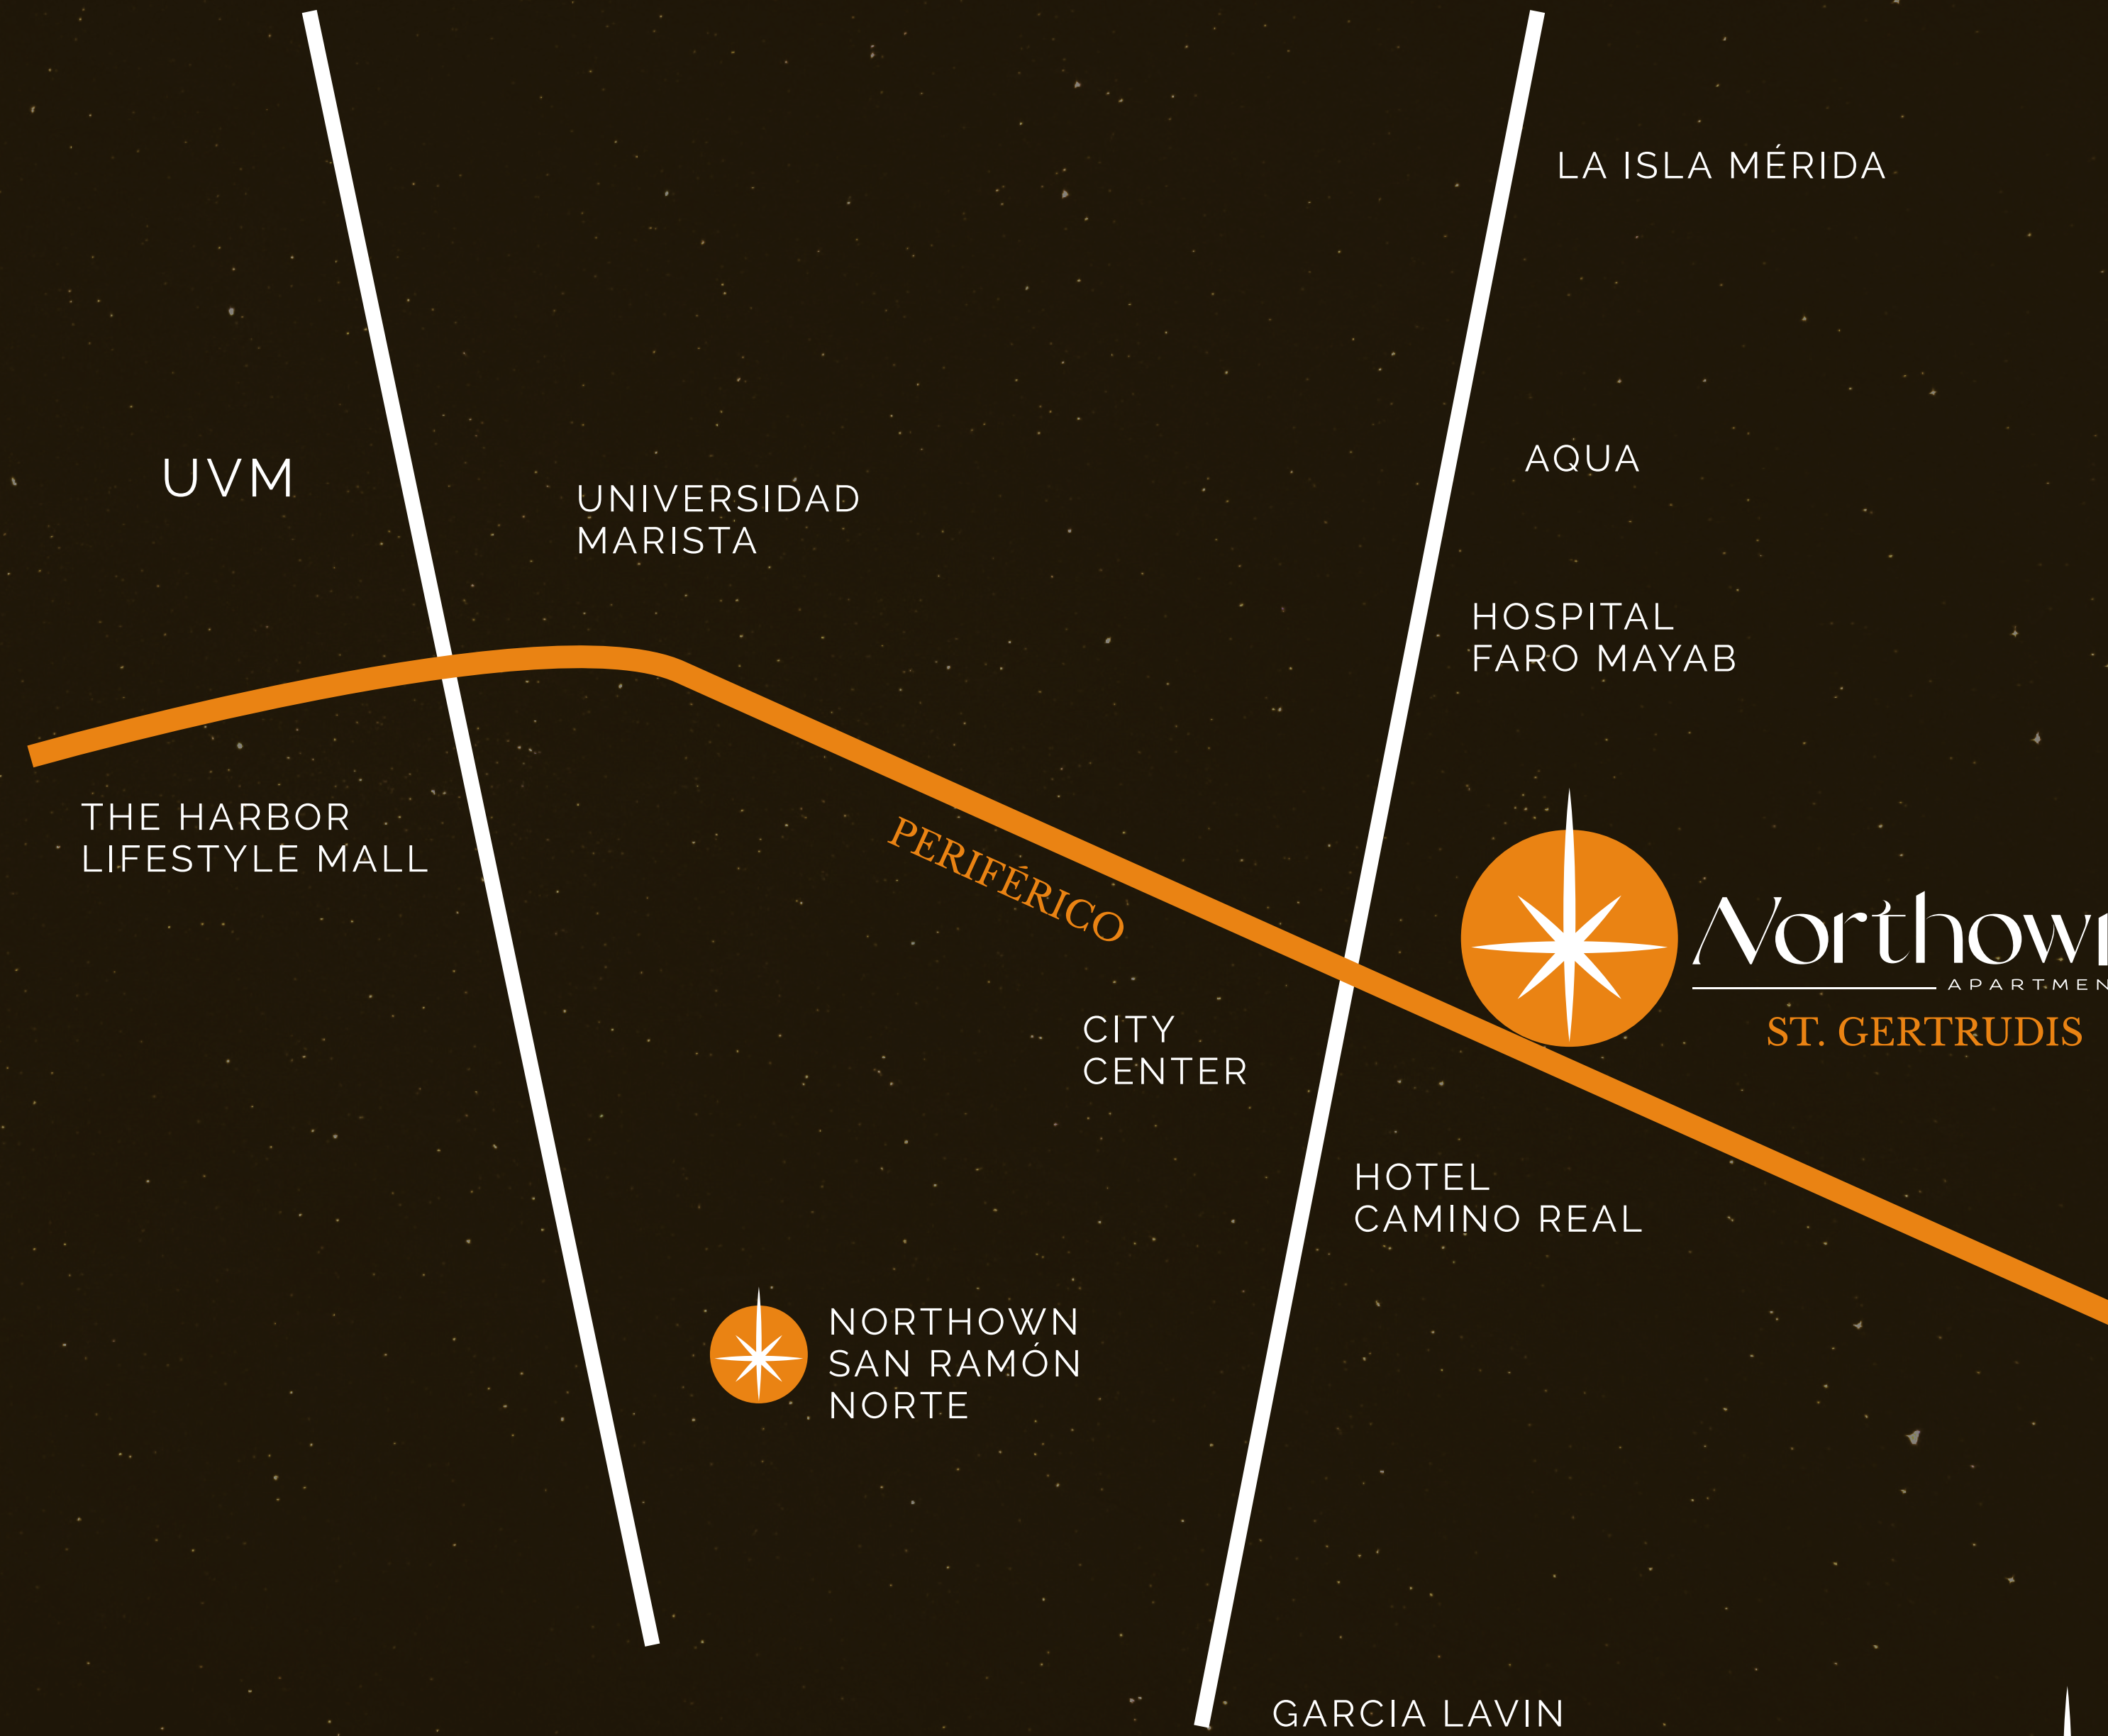 LA ISLA MÉRIDA
AQUA
UVM
UNIVERSIDAD
MARISTA
HOSPITAL
FARO MAYAB
THE HARBOR
LIFESTYLE MALL
PERIFÉRICO
Northown
ST. GERTRUDIS
CITY
CENTER
HOTEL
CAMINO REAL
NORTHOWN
SAN RAMÓN
NORTE
GARCIA LAVIN